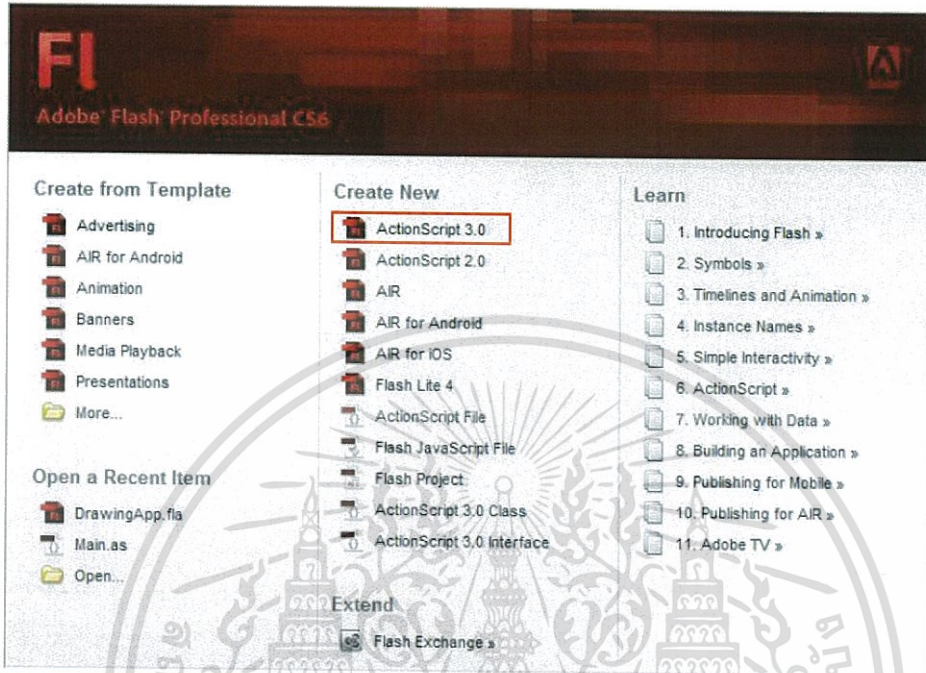 Fl
Adobe® Flash® Professional CS6
Create from Template
Advertising
AIR for Android
Animation
Banners
Media Playback
Presentations
More...
Open a Recent Item
DrawingApp.fla
Main.as
Open...
Create New
ActionScript 3.0
ActionScript 2.0
AIR
AIR for Android
AIR for iOS
Flash Lite 4
ActionScript File
Flash JavaScript File
Flash Project
ActionScript 3.0 Class
ActionScript 3.0 Interface
Extend
Flash Exchange »
Learn
1. Introducing Flash »
2. Symbols »
3. Timelines and Animation »
4. Instance Names »
5. Simple Interactivity »
6. ActionScript »
7. Working with Data »
8. Building an Application »
9. Publishing for Mobile »
10. Publishing for AIR »
11. Adobe TV »